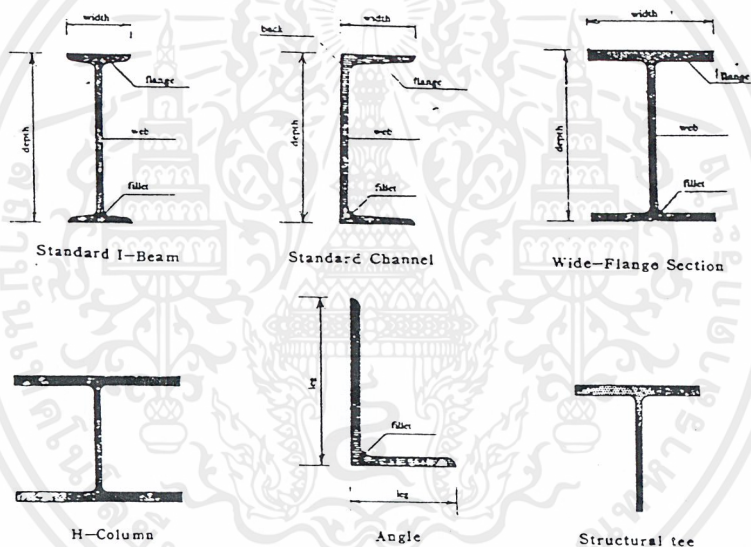 width
flange
depth
web
fillet
Standard I-Beam
back
width
flange
depth
web
fillet
Standard Channel
width
flange
depth
web
fillet
Wide-Flange Section
H-Column
leg
fillet
leg
Angle
Structural tee